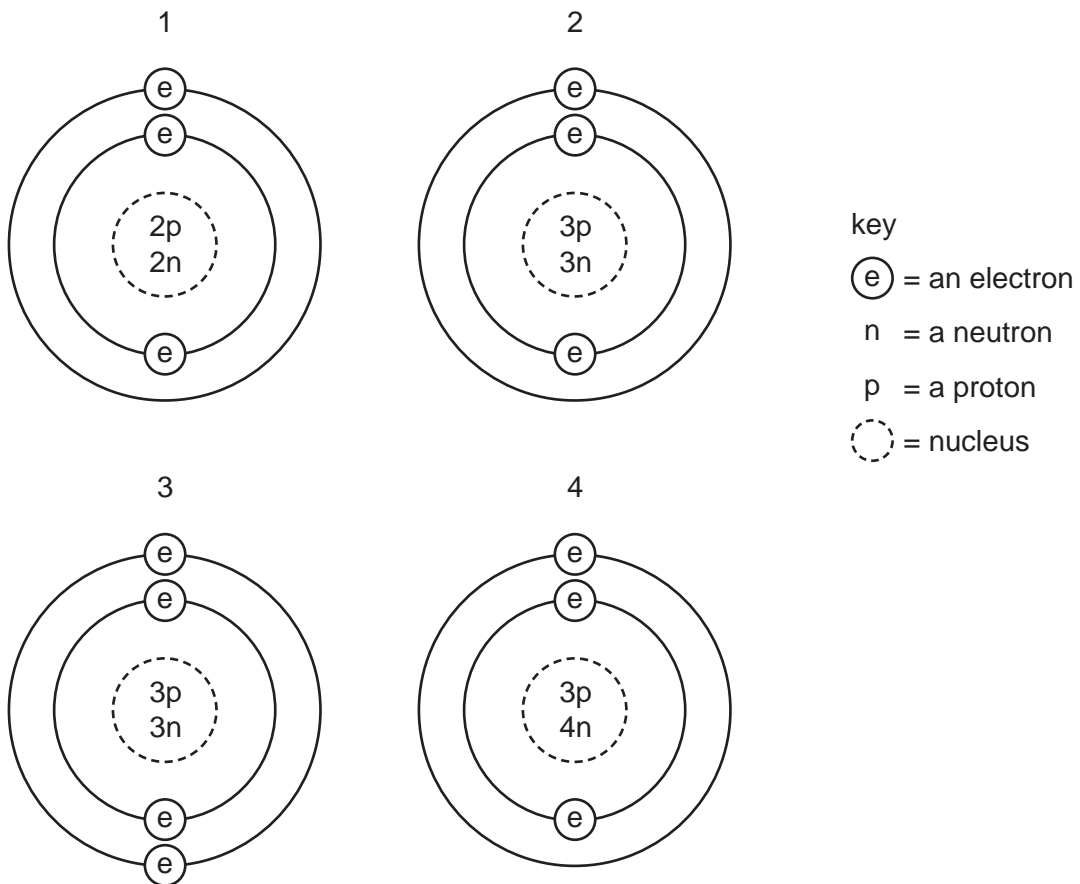 1
e
e
2p
2n
e
2
e
e
3p
3n
e
key
e = an electron
n = a neutron
p = a proton
= nucleus
3
e
e
3p
3n
e
e
4
e
e
3p
4n
e